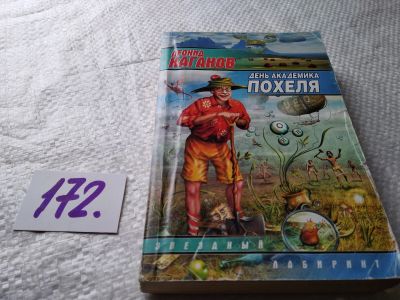 ЛЕОНИД
КАГАНОВ
ДЕНЬ АКАДЕМИКА
ПОХЕЛЯ
172.
ЗВЕЗДНЫЙ
ЛАБИРИНТ